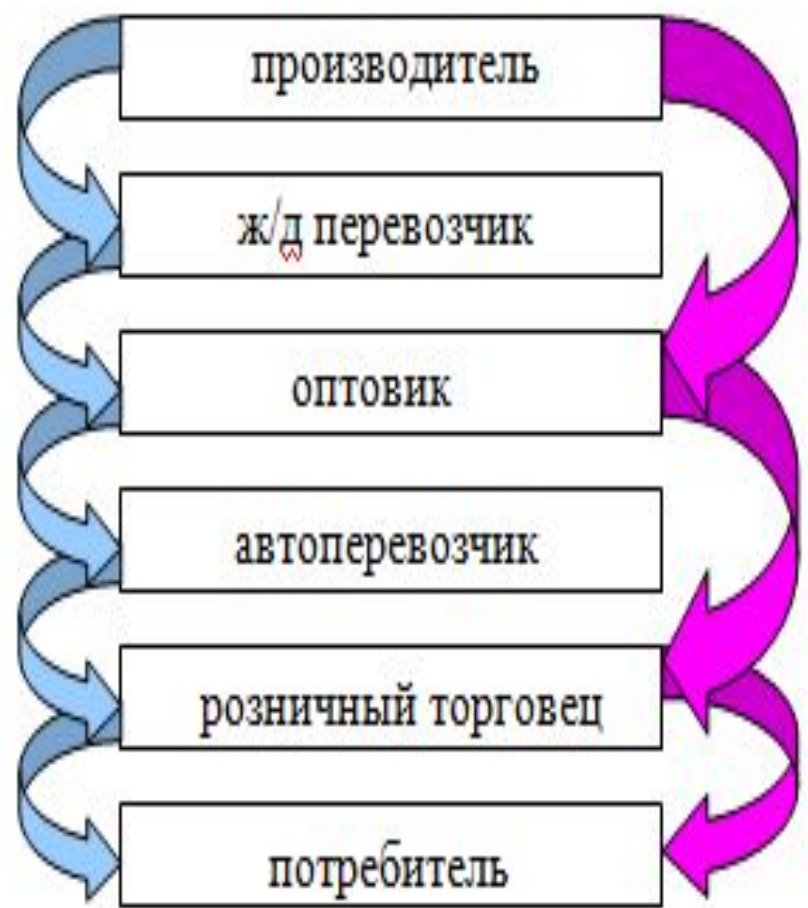 производитель
ж/д перевозчик
оптовик
автоперевозчик
розничный торговец
потребитель